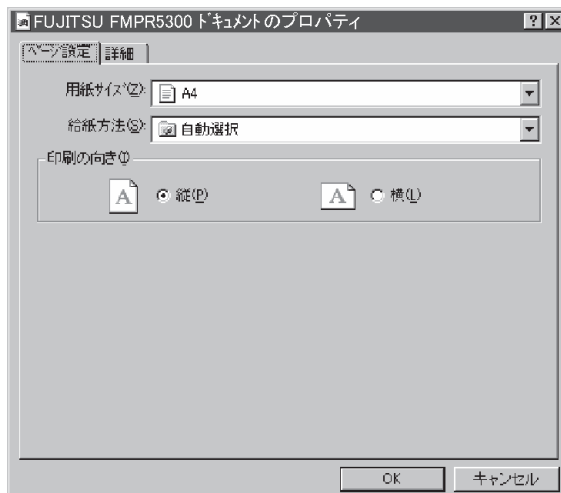 FUJITSU FMPR5300 ﾄﾞｷｭﾒﾝﾄのプロパティ
ページ設定 詳細
用紙ｻｲｽﾞ(Z): A4
給紙方法(S): 自動選択
印刷の向き(I)
A 縦(P) A 横(L)
OK キャンセル